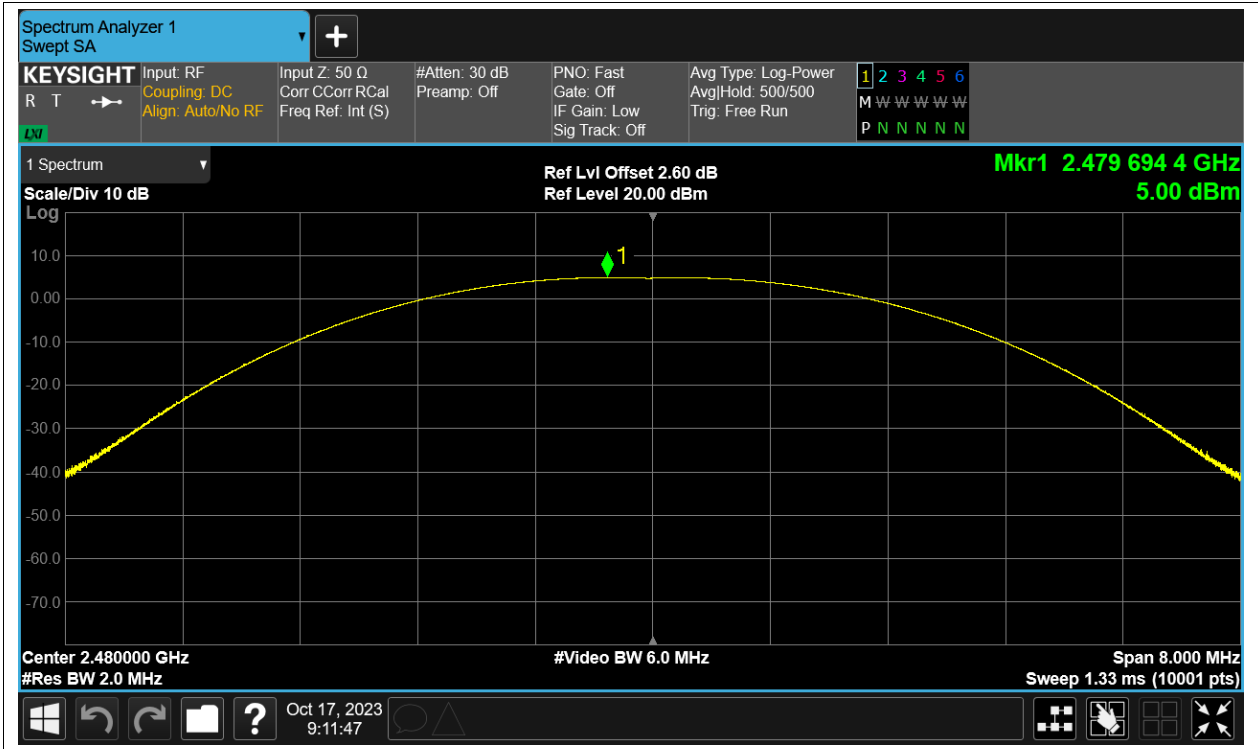 Spectrum Analyzer 1
Swept SA
+
KEYSIGHT
R T
LXI
Input: RF
Coupling: DC
Align: Auto/No RF
Input Z: 50 Ω
Corr CCorr RCal
Freq Ref: Int (S)
#Atten: 30 dB
Preamp: Off
PNO: Fast
Gate: Off
IF Gain: Low
Sig Track: Off
Avg Type: Log-Power
Avg|Hold: 500/500
Trig: Free Run
1 2 3 4 5 6
M W W W W W
P N N N N N
1 Spectrum
Scale/Div 10 dB
Ref Lvl Offset 2.60 dB
Ref Level 20.00 dBm
Mkr1 2.479 694 4 GHz
5.00 dBm
Log
10.0
0.00
-10.0
-20.0
-30.0
-40.0
-50.0
-60.0
-70.0
1
Center 2.480000 GHz
#Video BW 6.0 MHz
Span 8.000 MHz
#Res BW 2.0 MHz
Sweep 1.33 ms (10001 pts)
?
Oct 17, 2023
9:11:47